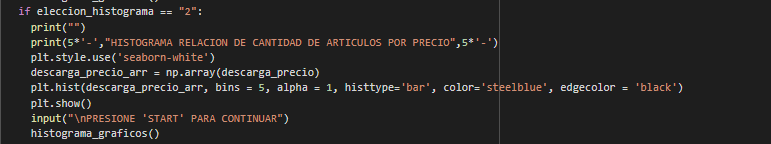 if eleccion_histograma == "2":
print("")
print(5*'-',"HISTOGRAMA RELACION DE CANTIDAD DE ARTICULOS POR PRECIO",5*'-')
plt.style.use('seaborn-white')
descarga_precio_arr = np.array(descarga_precio)
plt.hist(descarga_precio_arr, bins = 5, alpha = 1, histtype='bar', color='steelblue', edgecolor = 'black')
plt.show()
input("\nPRESIONE 'START' PARA CONTINUAR")
histograma_graficos()